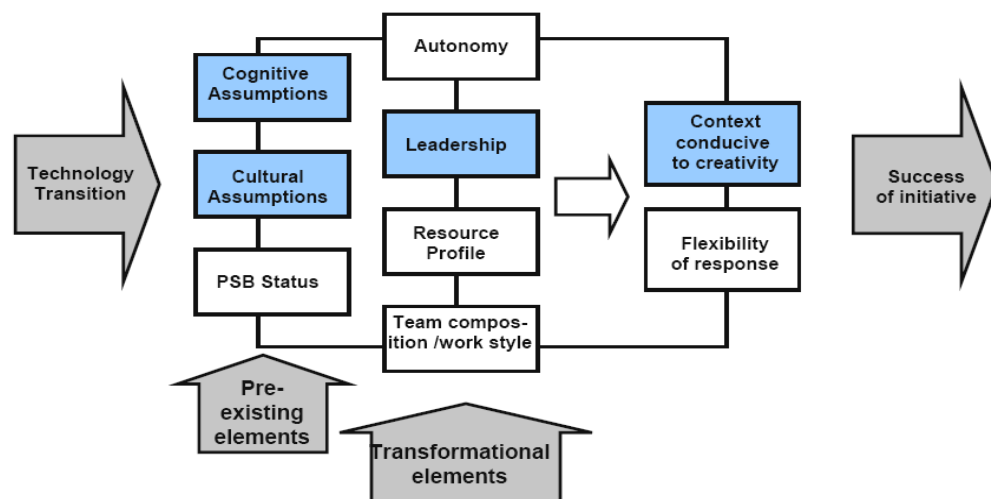 Technology
Transition
Cognitive
Assumptions
Cultural
Assumptions
PSB Status
Autonomy
Leadership
Resource
Profile
Team compos-
ition /work style
Context
conducive
to creativity
Flexibility
of response
Success
of initiative
Pre-
existing
elements
Transformational
elements